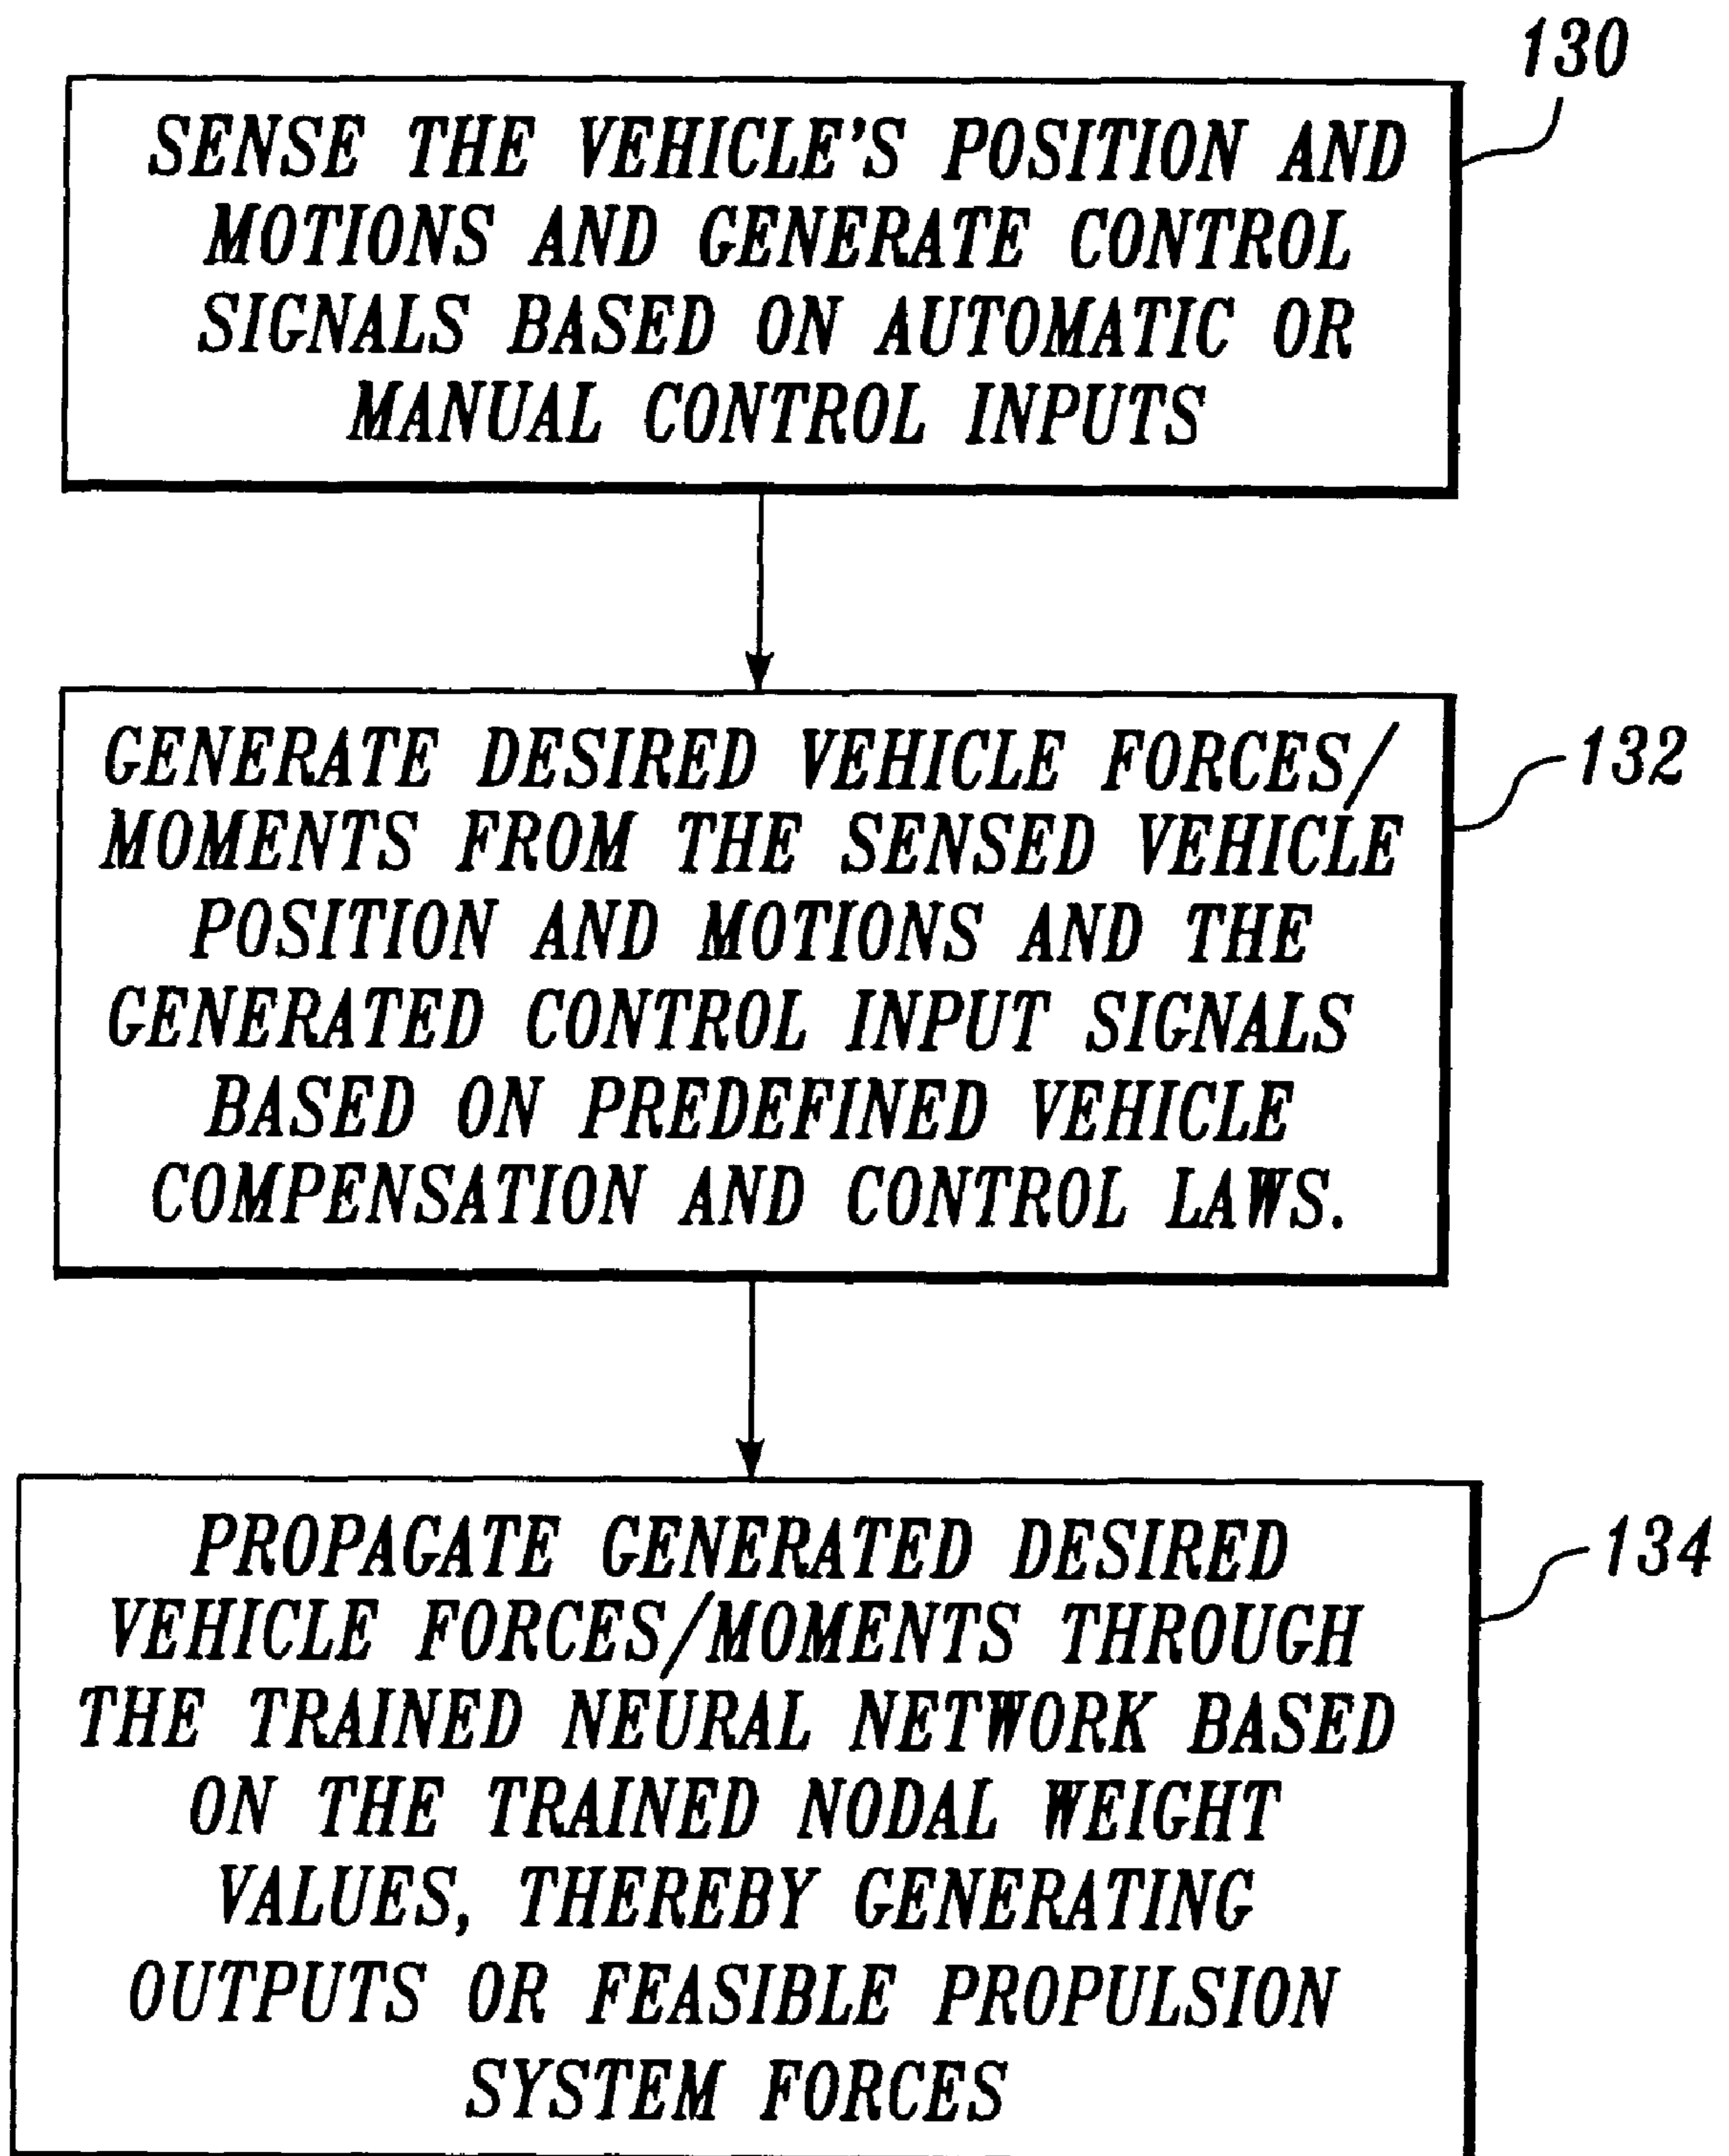 130
SENSE THE VEHICLE'S POSITION AND
MOTIONS AND GENERATE CONTROL
SIGNALS BASED ON AUTOMATIC OR
MANUAL CONTROL INPUTS
132
GENERATE DESIRED VEHICLE FORCES/
MOMENTS FROM THE SENSED VEHICLE
POSITION AND MOTIONS AND THE
GENERATED CONTROL INPUT SIGNALS
BASED ON PREDEFINED VEHICLE
COMPENSATION AND CONTROL LAWS.
134
PROPAGATE GENERATED DESIRED
VEHICLE FORCES/MOMENTS THROUGH
THE TRAINED NEURAL NETWORK BASED
ON THE TRAINED NODAL WEIGHT
VALUES, THEREBY GENERATING
OUTPUTS OR FEASIBLE PROPULSION
SYSTEM FORCES